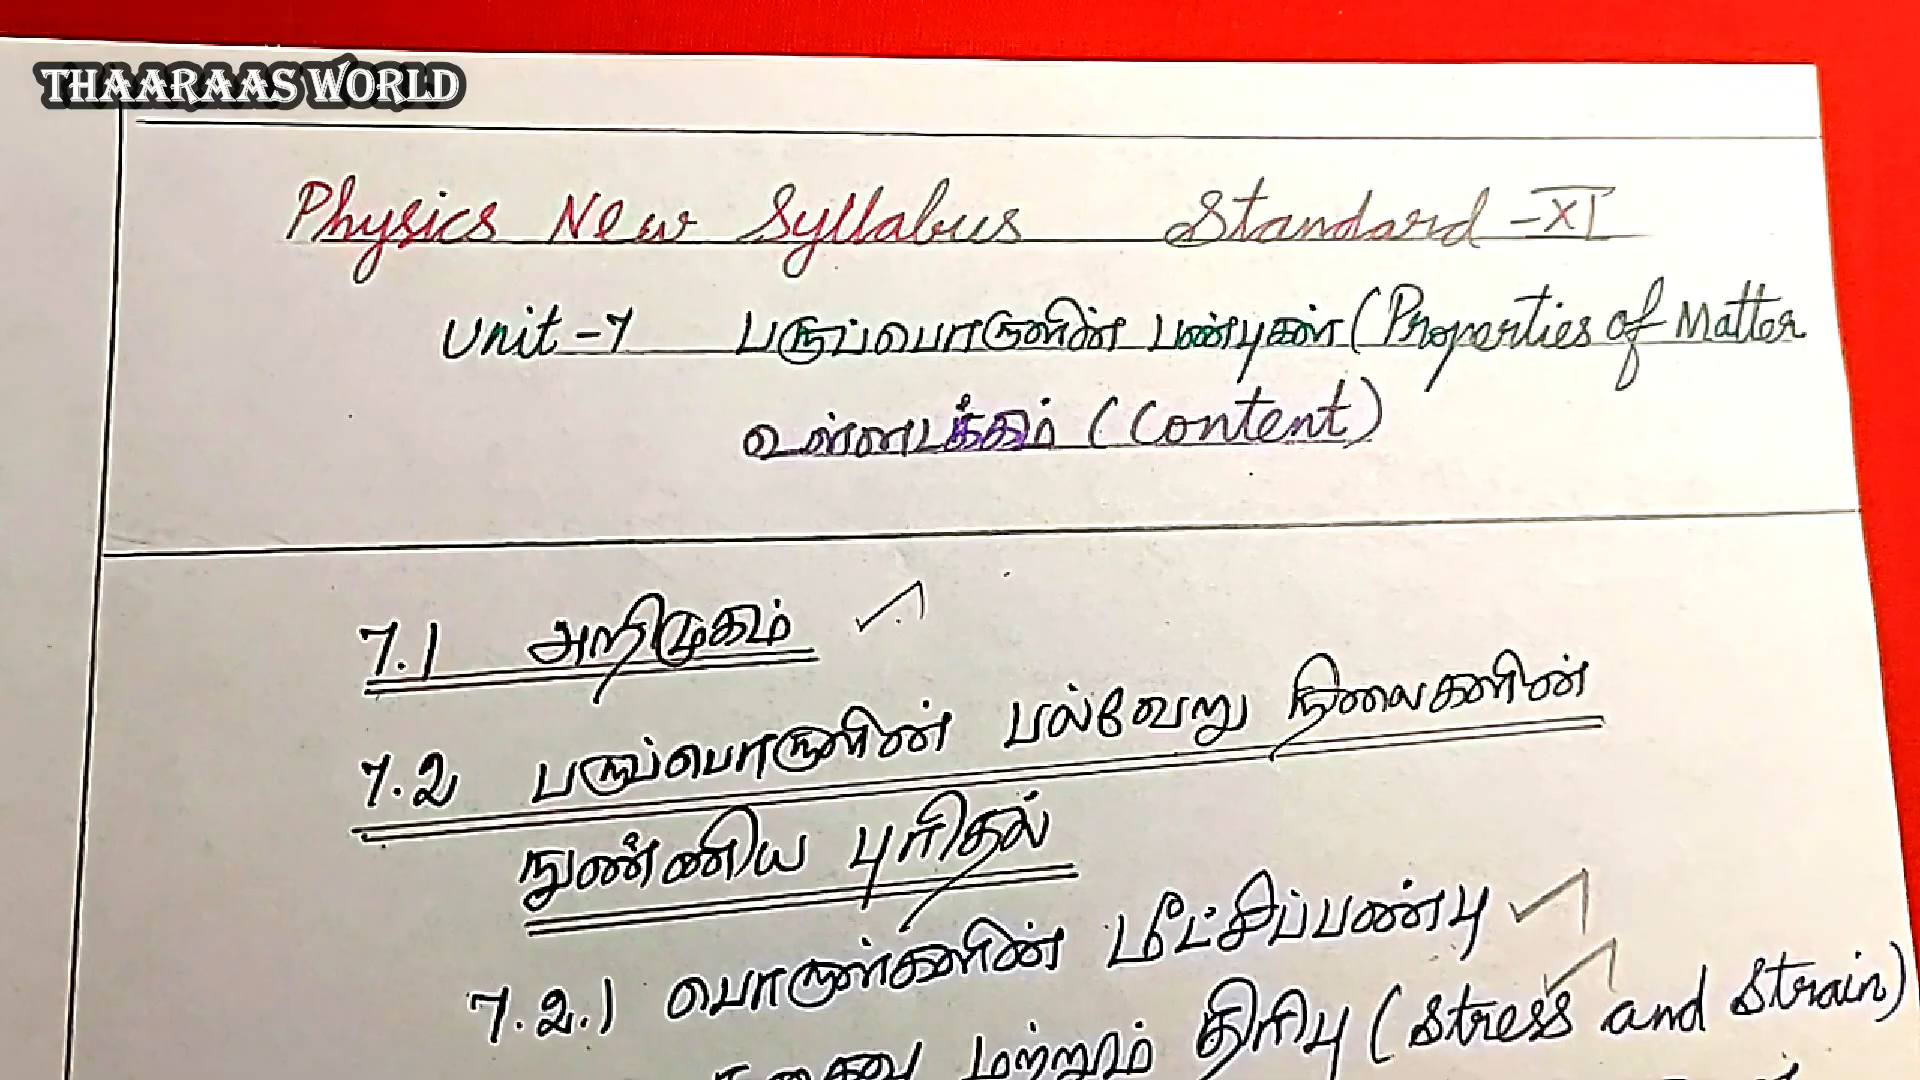 THAARAAS WORLD
Physics New Syllabus Standard - XI
Unit - 7 பருப்பொருளின் பண்புகள் (Properties of Matter
உள்ளடக்கம் (Content)
7.1 அறிமுகம்
7.2 பருப்பொருளின் பல்வேறு நிலைகளின்
நுண்ணிய புரிதல்
7.2.1 பொருள்களின் மீட்சிப்பண்பு
மற்றும் திரிபு (Stress and Strain)